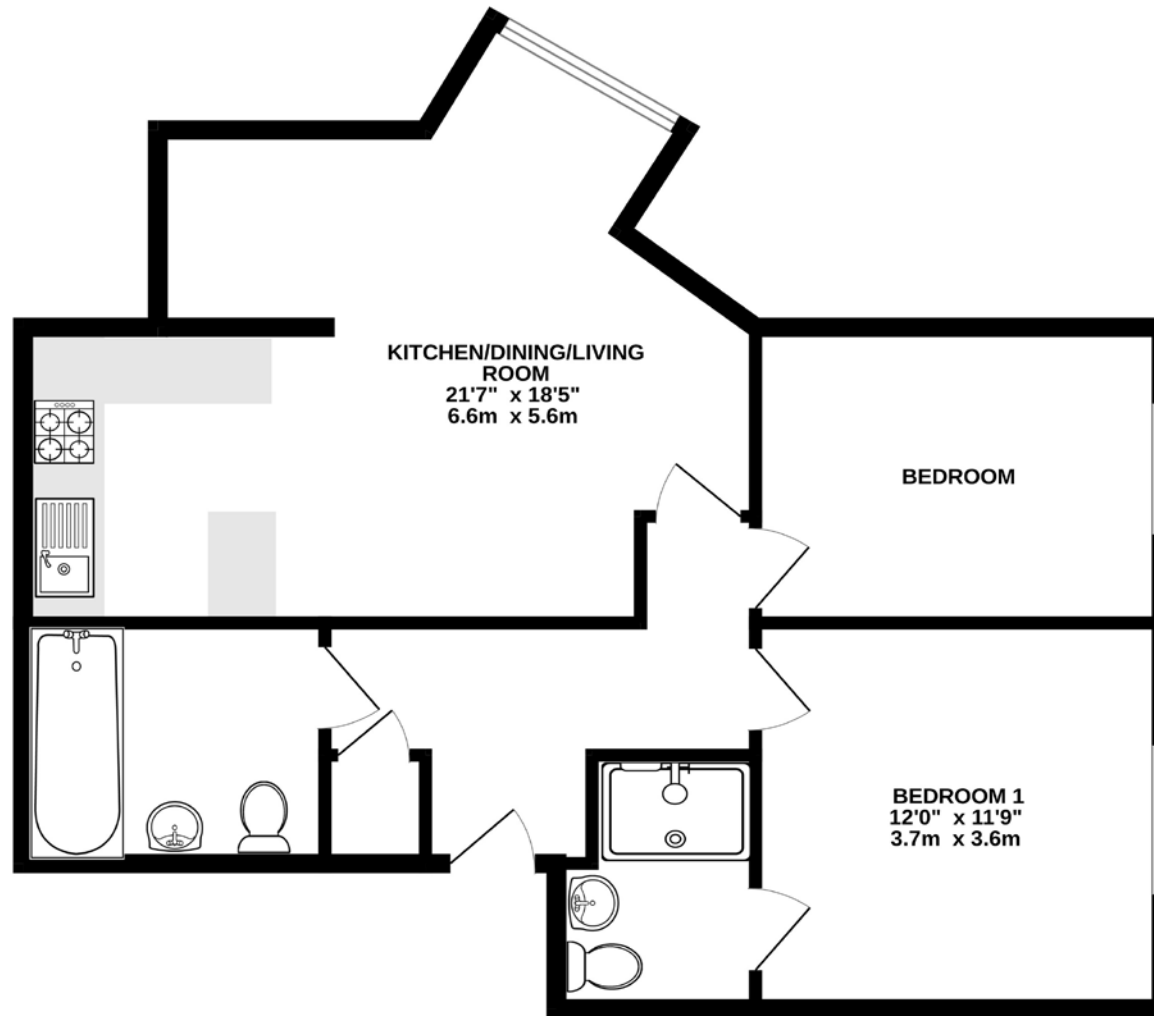 KITCHEN/DINING/LIVING
ROOM
21'7" x 18'5"
6.6m x 5.6m
BEDROOM
BEDROOM 1
12'0" x 11'9"
3.7m x 3.6m